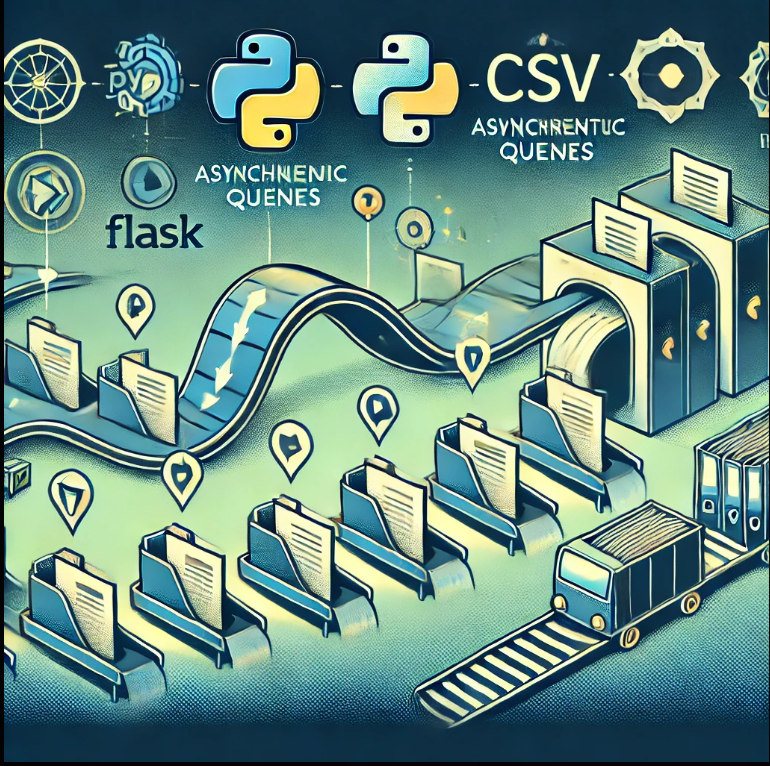 py
CSV
ASYNCHRENTUC
QUENES
ASYNCHNENIC
QUENES
flask